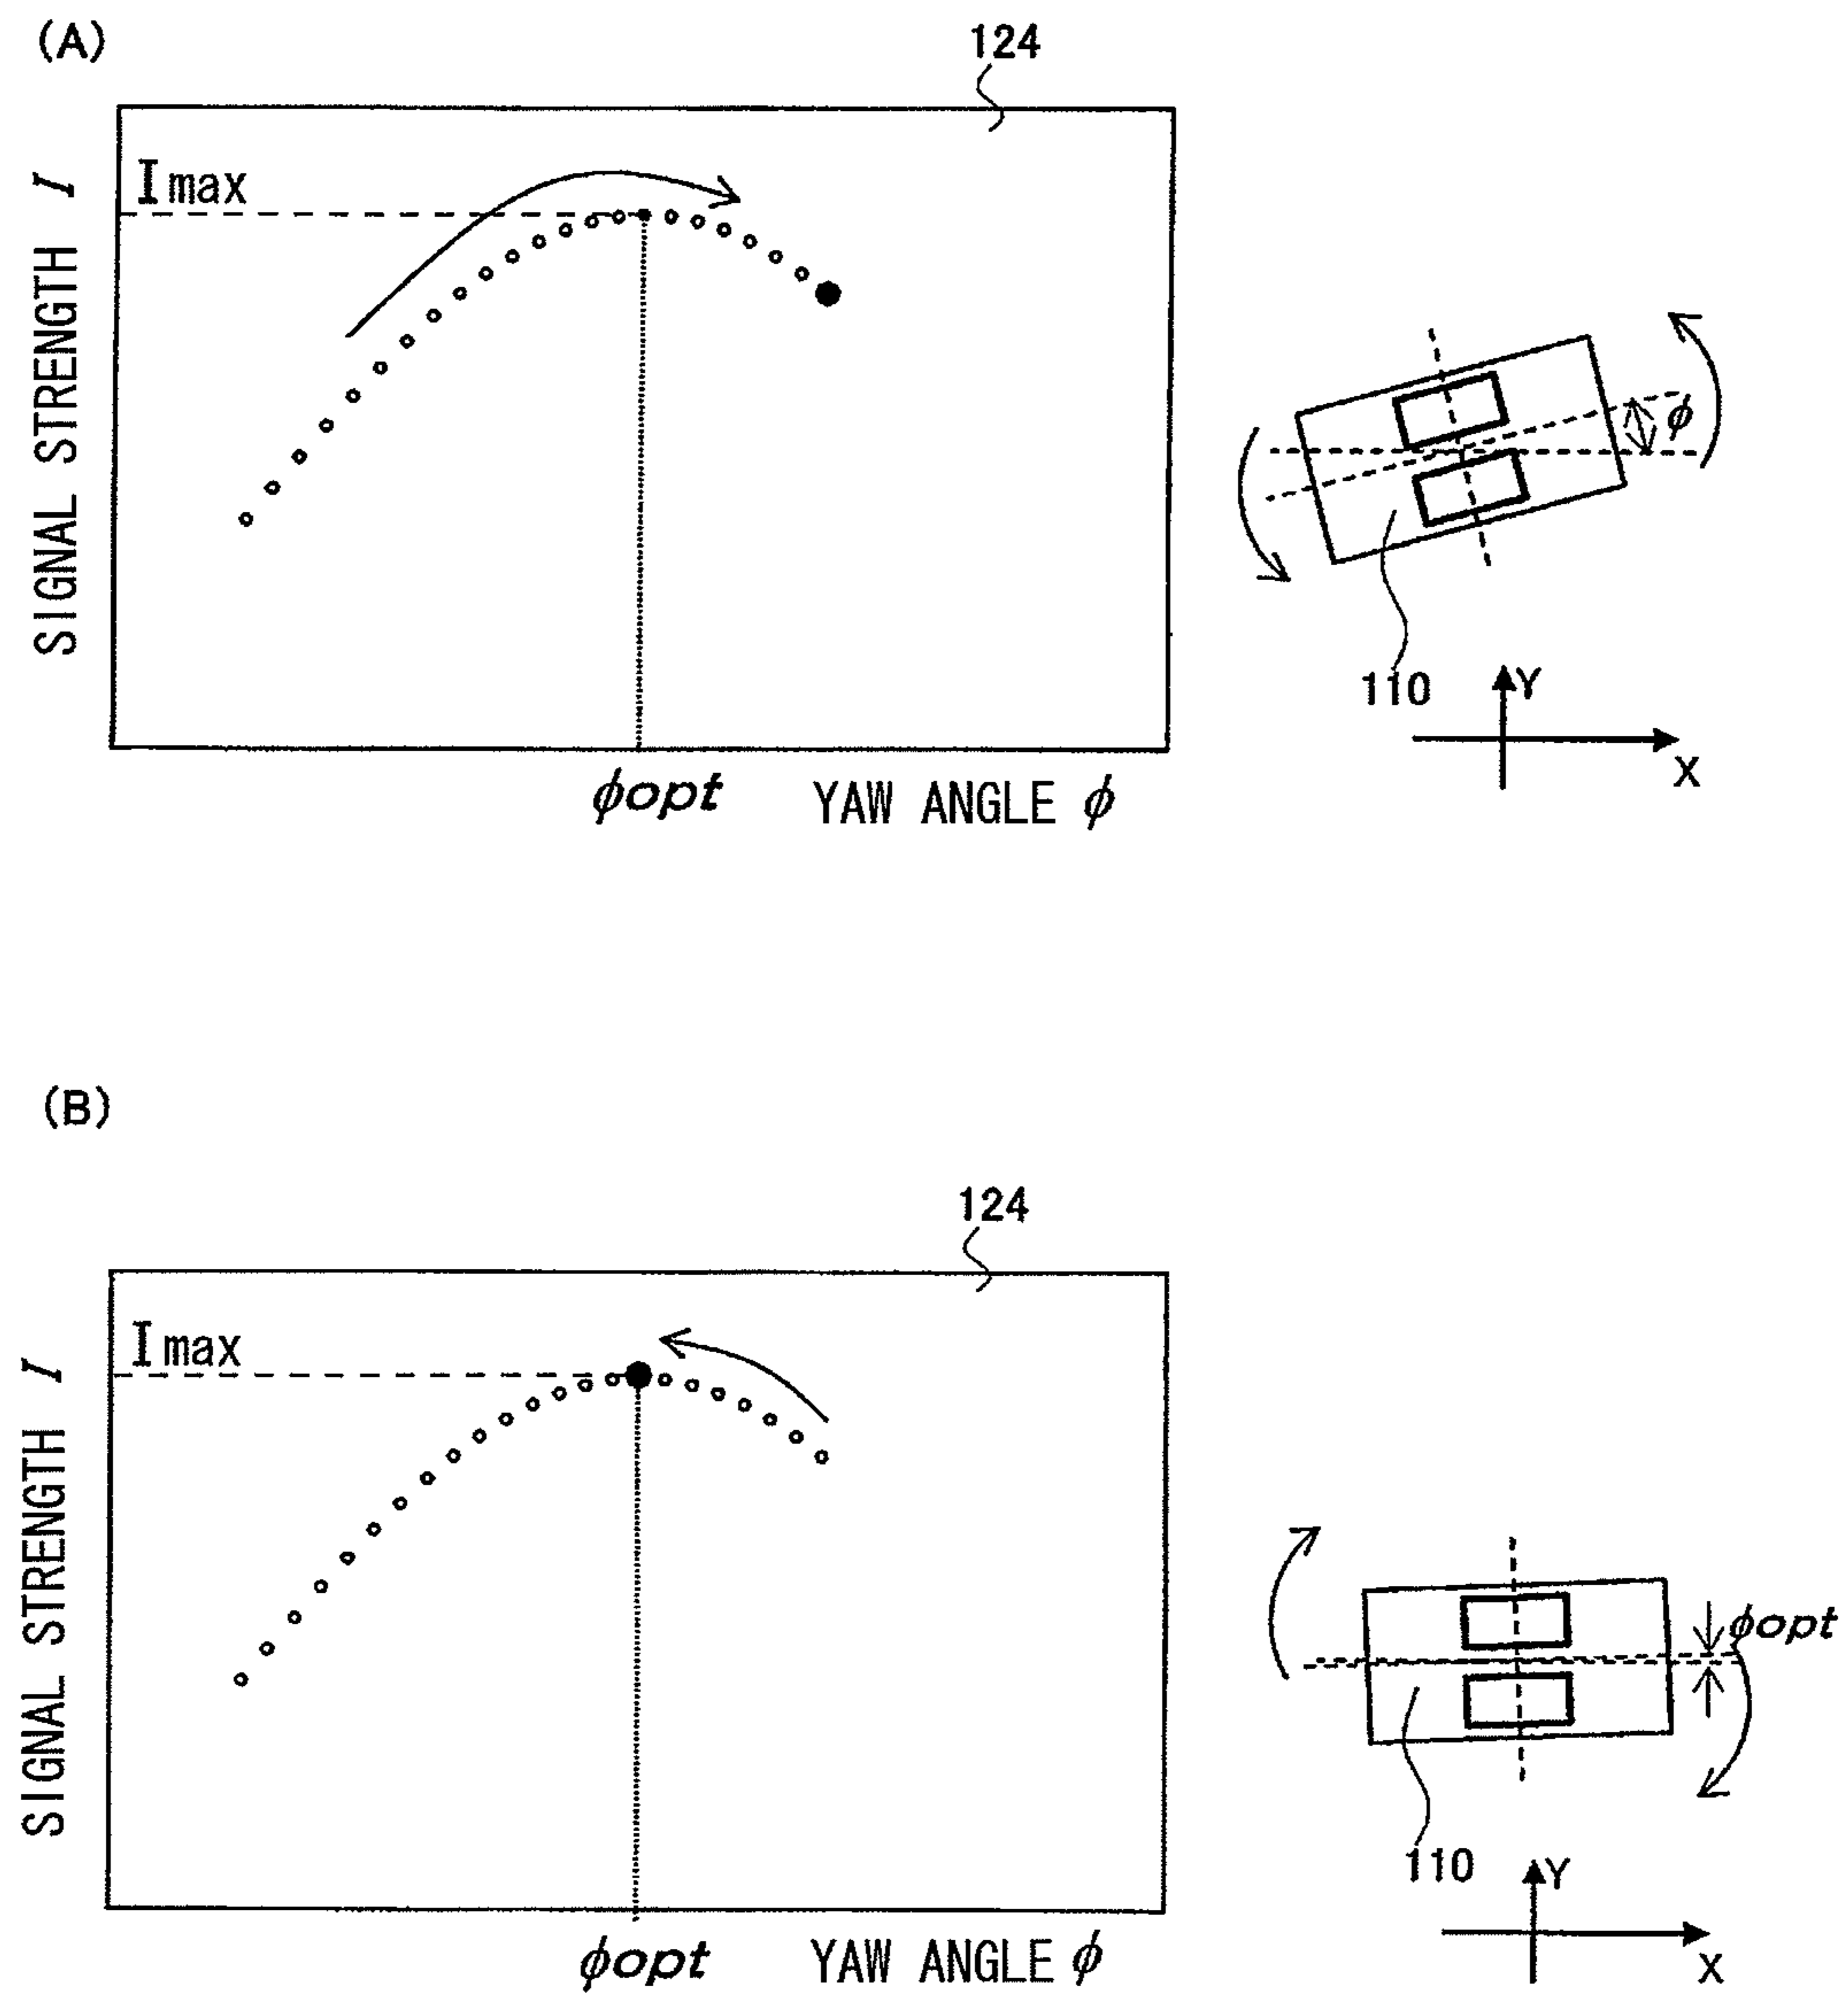 (A)
124
Imax
SIGNAL STRENGTH I
ϕ
110
Y
X
ϕopt
YAW ANGLE ϕ
(B)
124
Imax
SIGNAL STRENGTH I
ϕopt
110
Y
X
ϕopt
YAW ANGLE ϕ